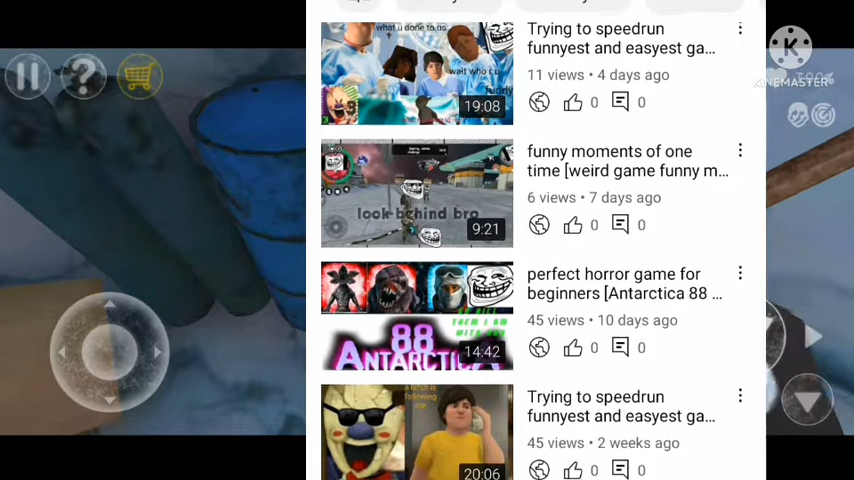 what u done to us
wait who r u
19:08
Trying to speedrun
funnyest and easyest ga...
11 views • 4 days ago
0
0
look behind bro
9:21
funny moments of one
time [weird game funny m...
6 views • 7 days ago
0
0
88
ANTARCTICA
14:42
perfect horror game for
beginners [Antarctica 88 ...
45 views • 10 days ago
0
0
following
me
20:06
Trying to speedrun
funnyest and easyest ga...
45 views • 2 weeks ago
0
0
?
K
KINEMASTER